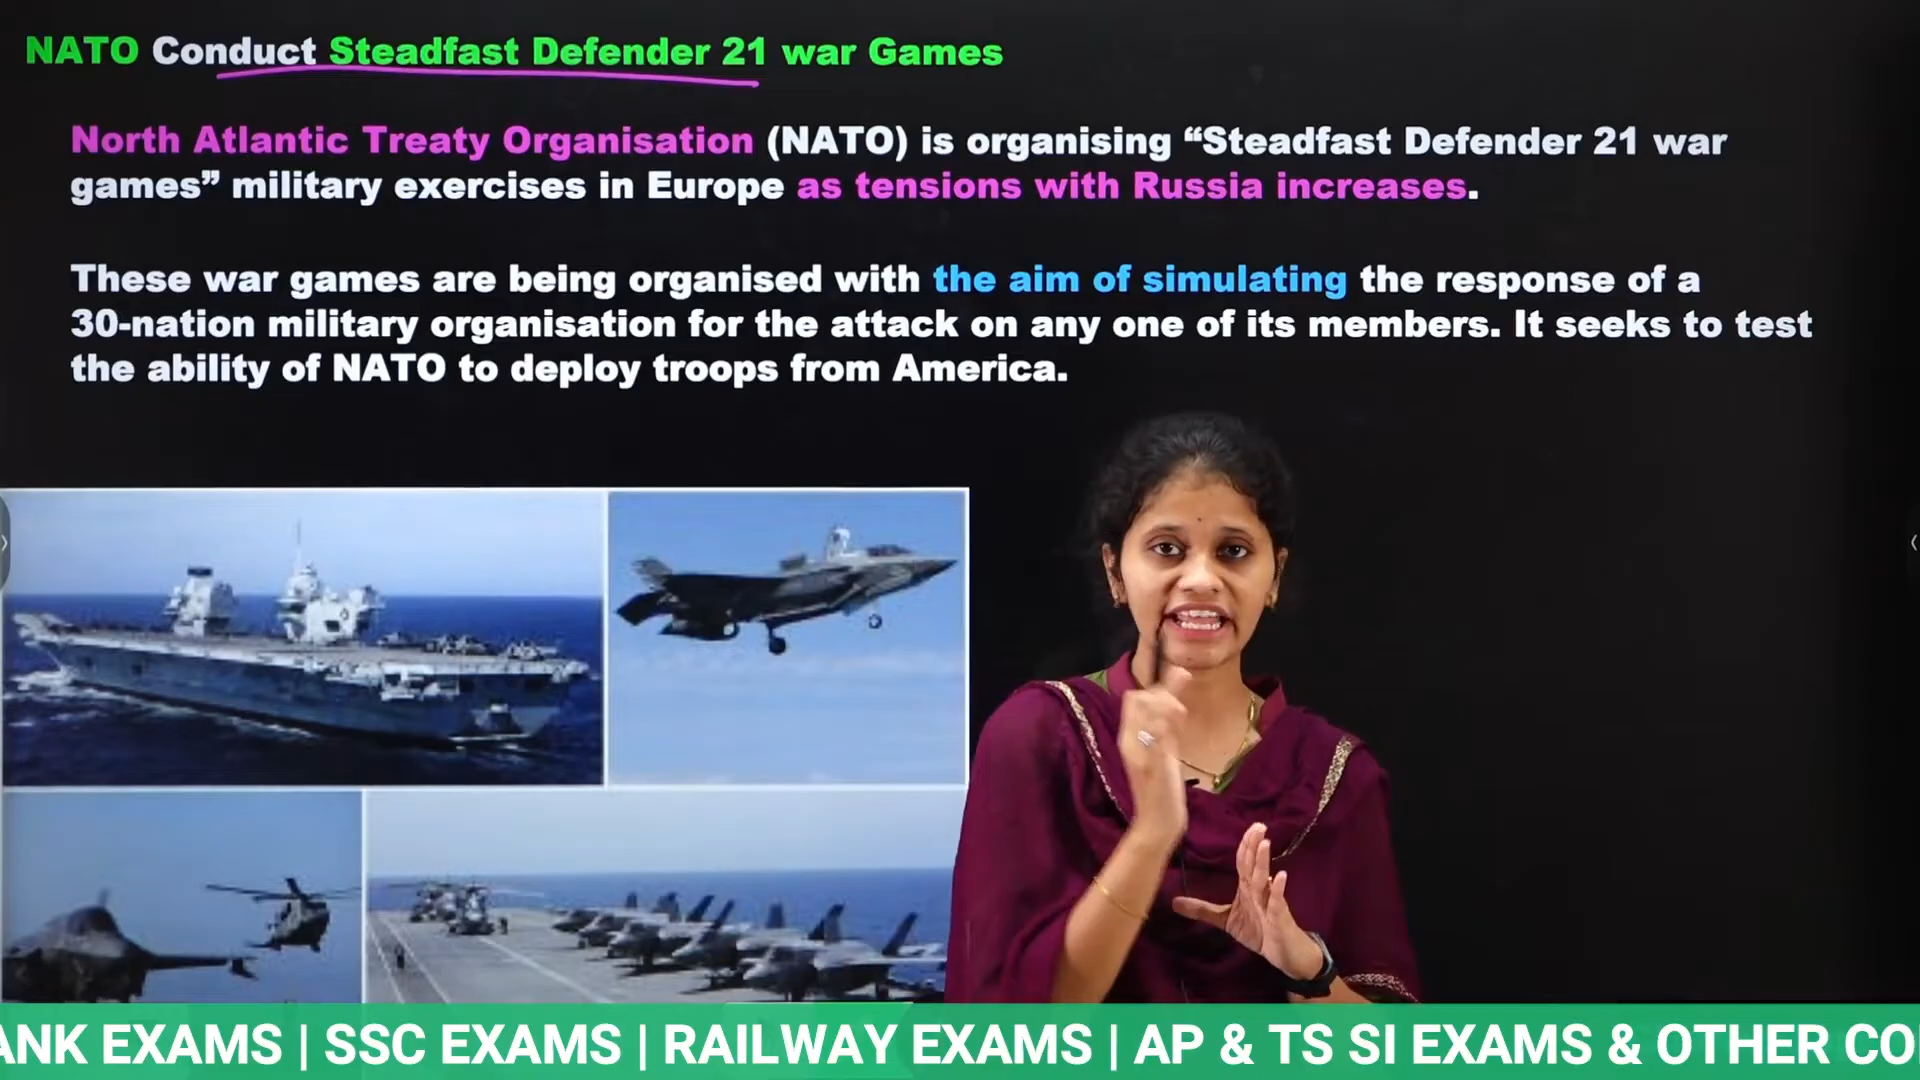 NATO Conduct Steadfast Defender 21 war Games
North Atlantic Treaty Organisation (NATO) is organising “Steadfast Defender 21 war
games” military exercises in Europe as tensions with Russia increases.
These war games are being organised with the aim of simulating the response of a
30-nation military organisation for the attack on any one of its members. It seeks to test
the ability of NATO to deploy troops from America.
ANK EXAMS | SSC EXAMS | RAILWAY EXAMS | AP & TS SI EXAMS & OTHER CO